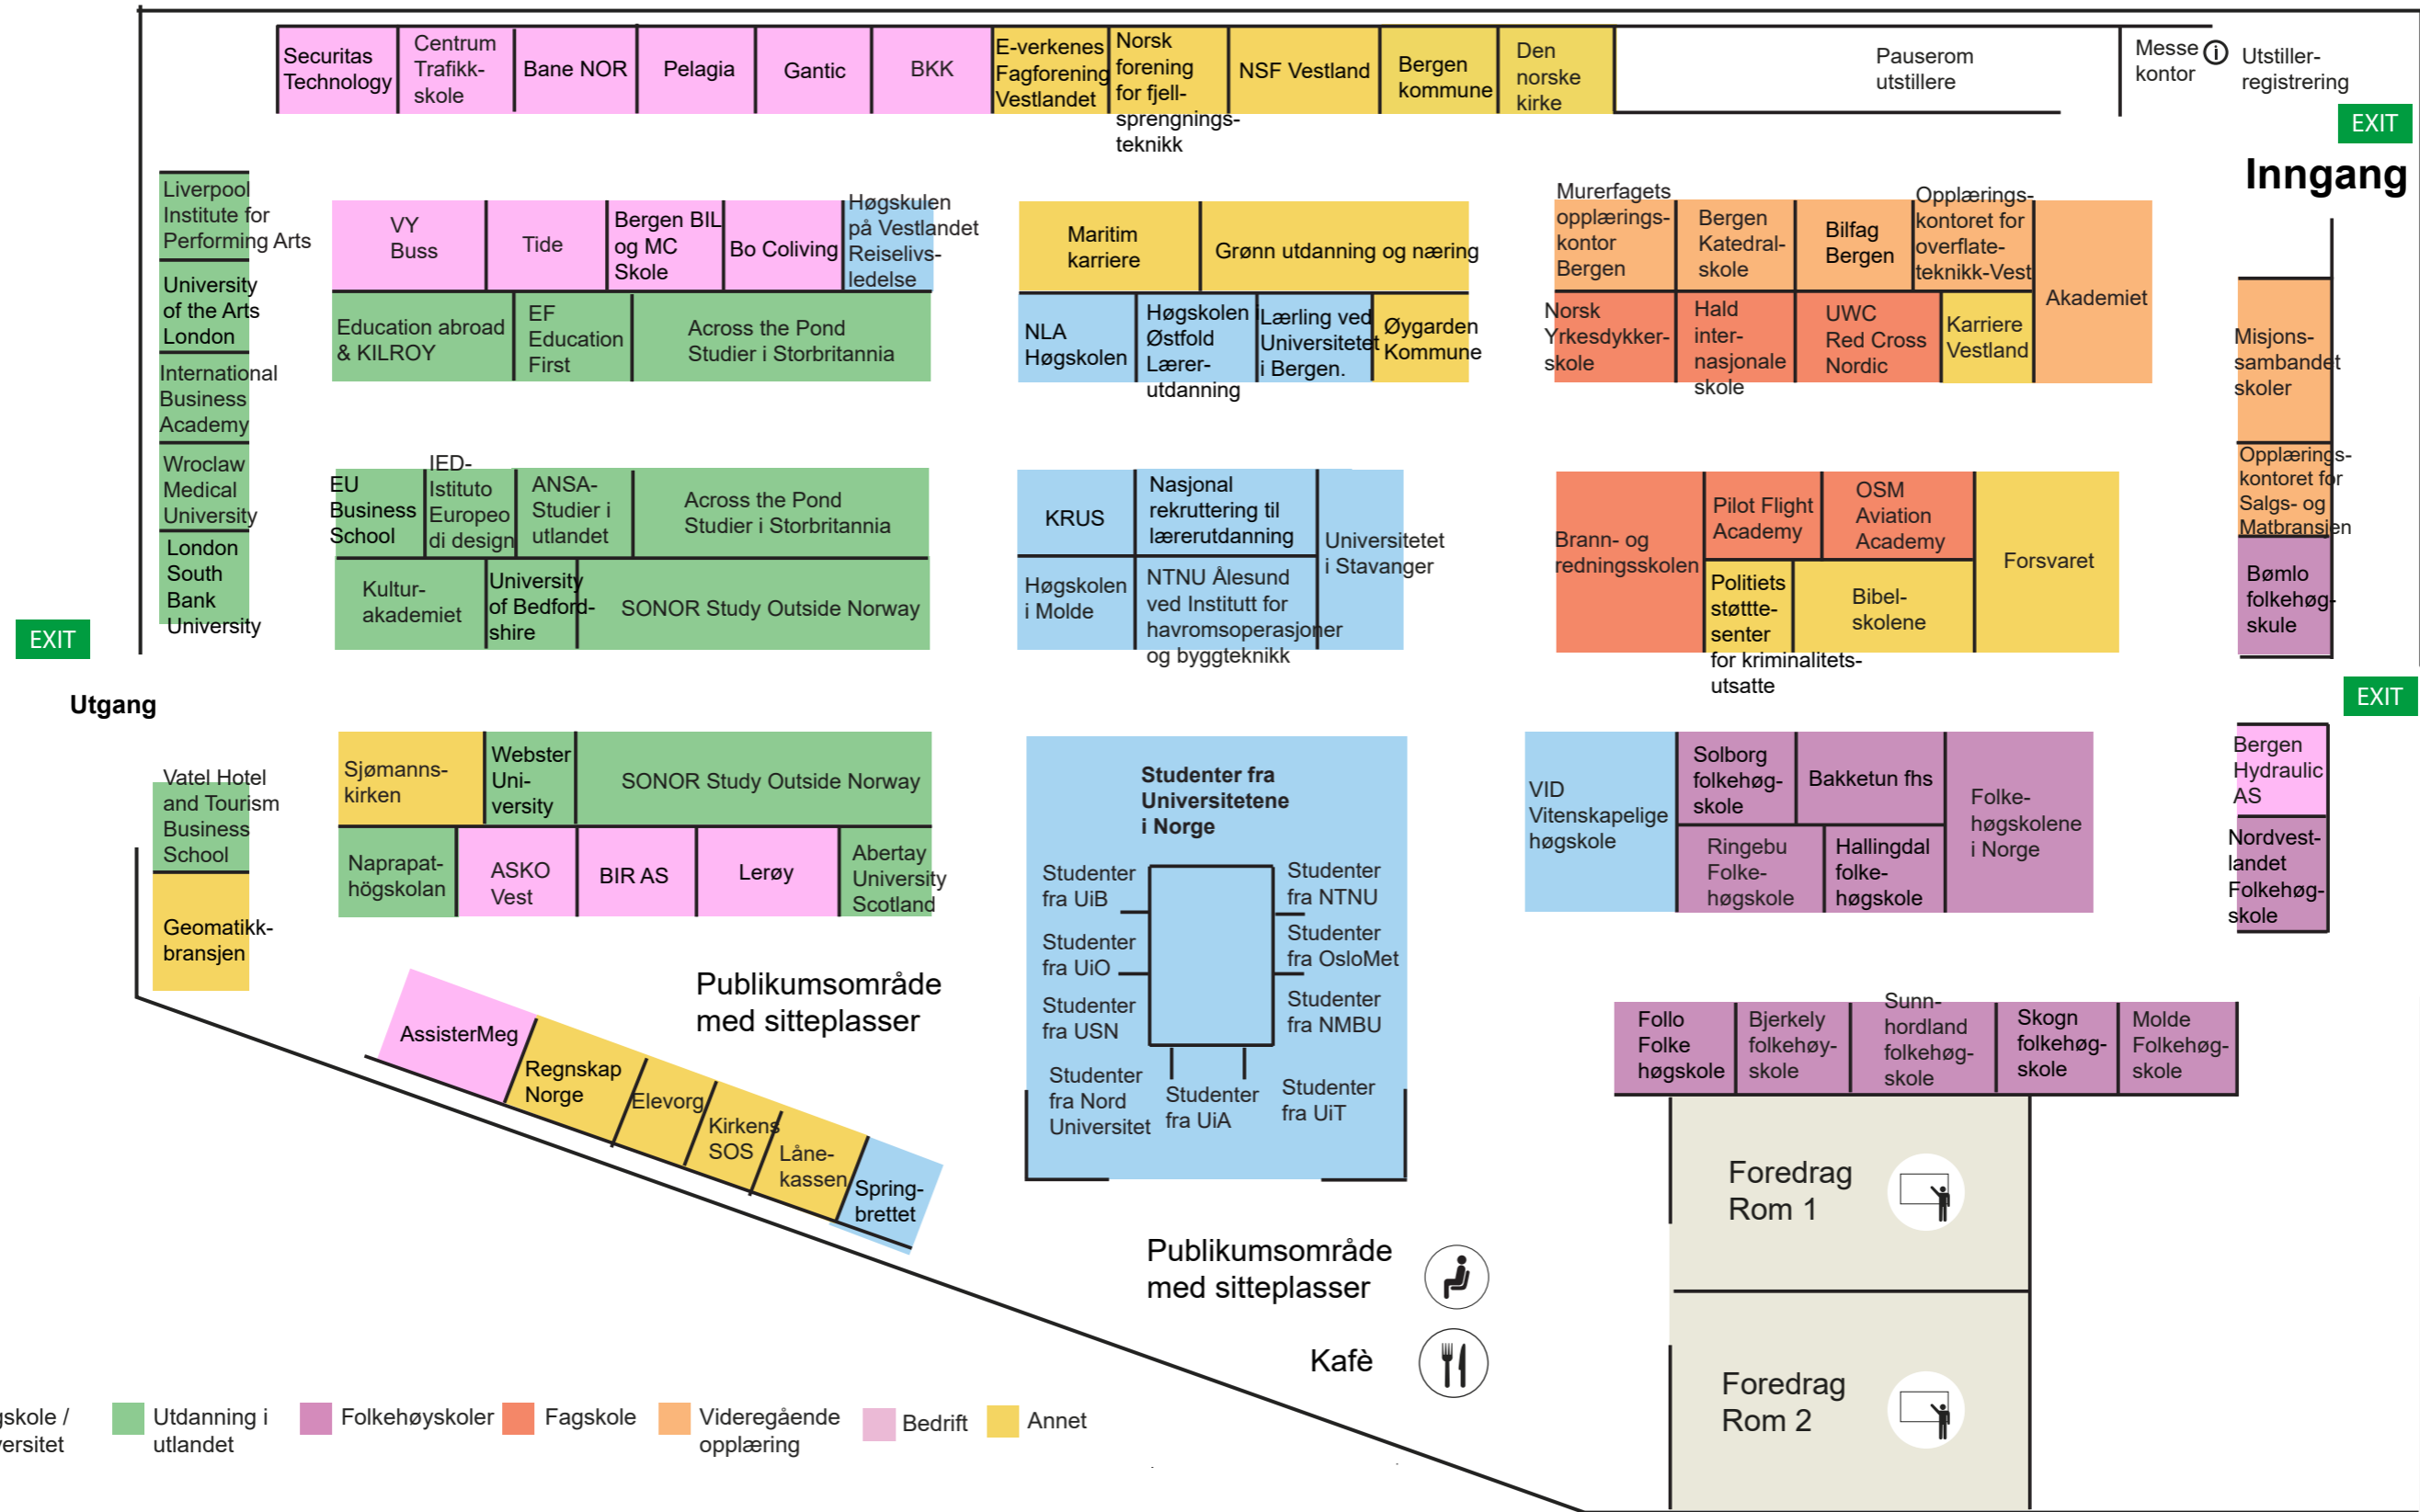 Securitas
Technology
Centrum
Trafikk-
skole
Bane NOR
Pelagia
Gantic
BKK
E-verkenes
Fagforening
Vestlandet
Norsk
forening
for fjell-
sprengnings-
teknikk
NSF Vestland
Bergen
kommune
Den
norske
kirke
Pauserom
utstillere
Messe
kontor
i
Utstiller-
registrering
EXIT
Inngang
Liverpool
Institute for
Performing Arts
University
of the Arts
London
International
Business
Academy
Wroclaw
Medical
University
London
South
Bank
University
VY
Buss
Tide
Bergen BIL
og MC
Skole
Bo Coliving
Høgskulen
på Vestlandet
Reiselivs-
ledelse
Education abroad
& KILROY
EF
Education
First
Across the Pond
Studier i Storbritannia
Maritim
karriere
Grønn utdanning og næring
NLA
Høgskolen
Høgskolen
Østfold
Lærer-
utdanning
Lærling ved
Universitetet
i Bergen.
Øygarden
Kommune
Murerfagets
opplærings-
kontor
Bergen
Bergen
Katedral-
skole
Bilfag
Bergen
Opplærings-
kontoret for
overflate-
teknikk-Vest
Akademiet
Norsk
Yrkesdykker-
skole
Hald
inter-
nasjonale
skole
UWC
Red Cross
Nordic
Karriere
Vestland
Misjons-
sambandet
skoler
Opplærings-
kontoret for
Salgs- og
Matbransjen
Bømlo
folkehøg-
skule
EU
Business
School
IED-
Istituto
Europeo
di design
ANSA-
Studier i
utlandet
Across the Pond
Studier i Storbritannia
Kultur-
akademiet
University
of Bedford-
shire
SONOR Study Outside Norway
KRUS
Nasjonal
rekruttering til
lærerutdanning
Universitetet
i Stavanger
Høgskolen
i Molde
NTNU Ålesund
ved Institutt for
havromsoperasjoner
og byggteknikk
Brann- og
redningsskolen
Pilot Flight
Academy
OSM
Aviation
Academy
Forsvaret
Politiets
støttte-
senter
for kriminalitets-
utsatte
Bibel-
skolene
EXIT
Utgang
EXIT
Vatel Hotel
and Tourism
Business
School
Geomatikk-
bransjen
Sjømanns-
kirken
Webster
Uni-
versity
SONOR Study Outside Norway
Naprapat-
högskolan
ASKO
Vest
BIR AS
Lerøy
Abertay
University
Scotland
Studenter fra
Universitetene
i Norge
Studenter
fra UiB
Studenter
fra NTNU
Studenter
fra UiO
Studenter
fra OsloMet
Studenter
fra USN
Studenter
fra NMBU
Studenter
fra Nord
Universitet
Studenter
fra UiA
Studenter
fra UiT
VID
Vitenskapelige
høgskole
Solborg
folkehøg-
skole
Bakketun fhs
Folke-
høgskolene
i Norge
Ringebu
Folke-
høgskole
Hallingdal
folke-
høgskole
Bergen
Hydraulic
AS
Nordvest-
landet
Folkehøg-
skole
AssisterMeg
Regnskap
Norge
Elevorg
Kirkens
SOS
Låne-
kassen
Spring-
brettet
Publikumsområde
med sitteplasser
Follo
Folke
høgskole
Bjerkely
folkehøy-
skole
Sunn-
hordland
folkehøg-
skole
Skogn
folkehøg-
skole
Molde
Folkehøg-
skole
Foredrag
Rom 1
Foredrag
Rom 2
Publikumsområde
med sitteplasser
Kafè
gskole /
versitet
Utdanning i
utlandet
Folkehøyskoler
Fagskole
Videregående
opplæring
Bedrift
Annet